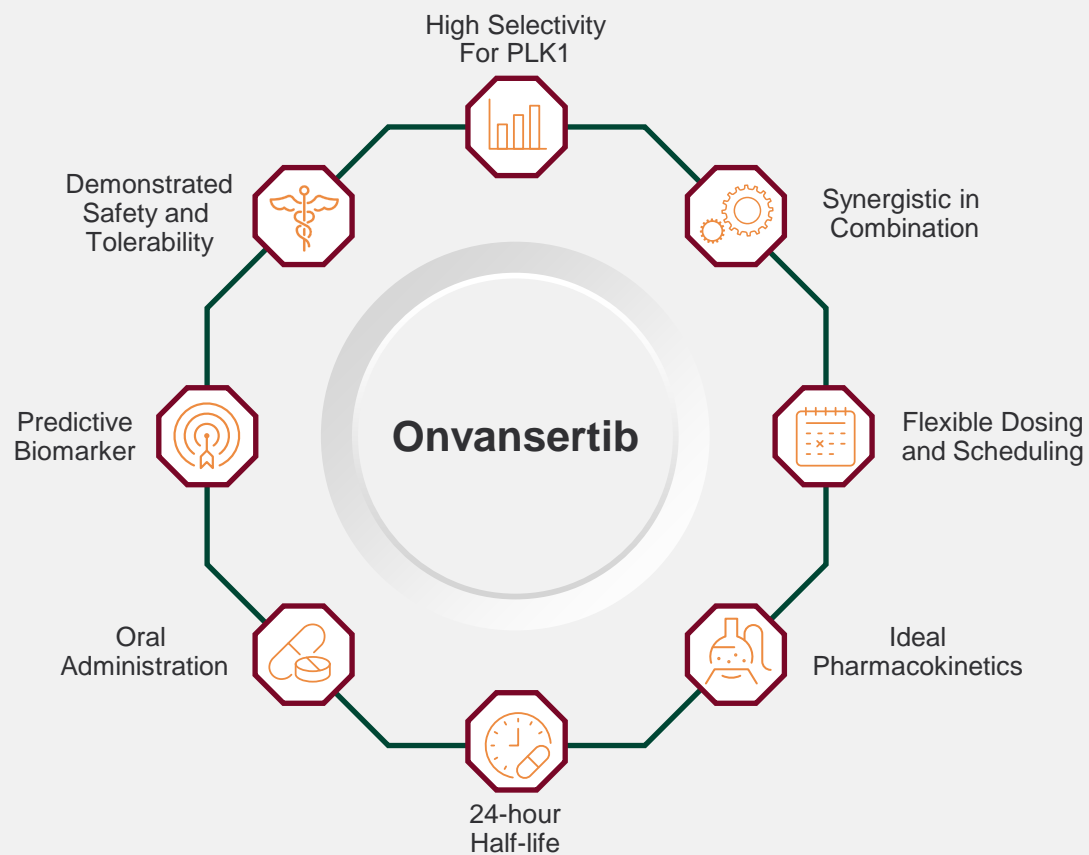 High Selectivity
For PLK1
Synergistic in
Combination
Flexible Dosing
and Scheduling
Ideal
Pharmacokinetics
24-hour
Half-life
Oral
Administration
Predictive
Biomarker
Demonstrated
Safety and
Tolerability
Onvansertib